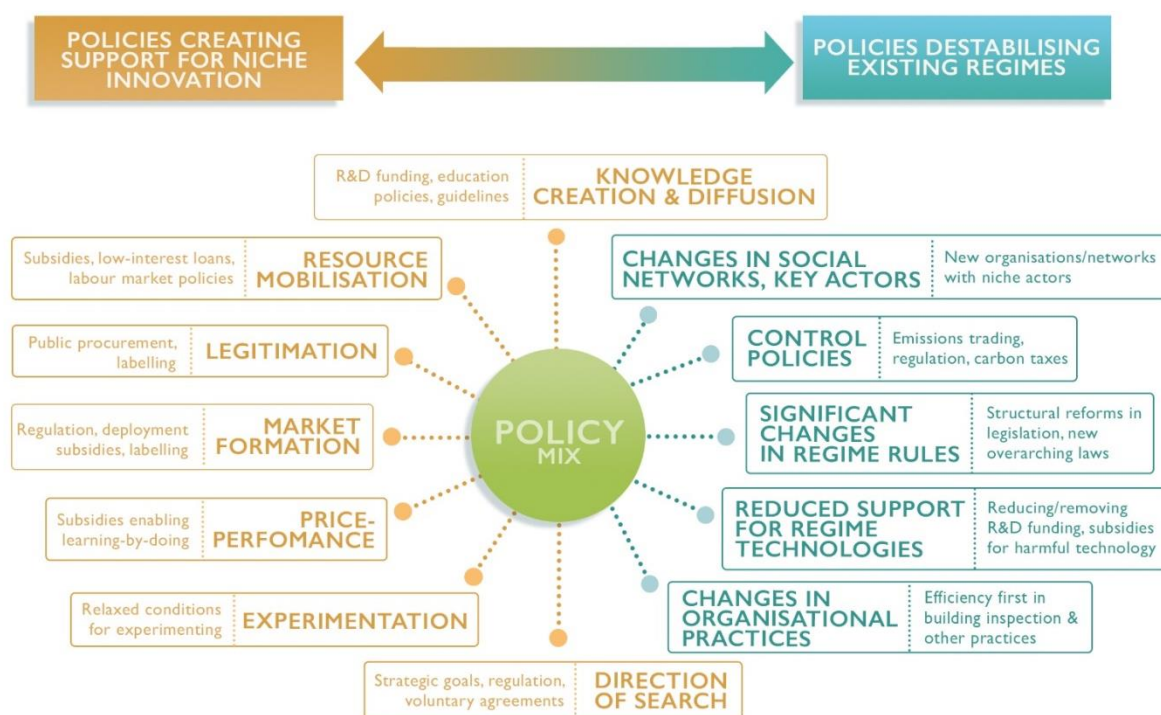 POLICIES CREATING
SUPPORT FOR NICHE
INNOVATION
POLICIES DESTABILISING
EXISTING REGIMES
R&D funding, education
policies, guidelines
KNOWLEDGE
CREATION & DIFFUSION
Subsidies, low-interest loans,
labour market policies
RESOURCE
MOBILISATION
CHANGES IN SOCIAL
NETWORKS, KEY ACTORS
New organisations/networks
with niche actors
Public procurement,
labelling
LEGITIMATION
CONTROL
POLICIES
Emissions trading,
regulation, carbon taxes
Regulation, deployment
subsidies, labelling
MARKET
FORMATION
POLICY
MIX
SIGNIFICANT
CHANGES
IN REGIME RULES
Structural reforms in
legislation, new
overarching laws
Subsidies enabling
learning-by-doing
PRICE-
PERFOMANCE
REDUCED SUPPORT
FOR REGIME
TECHNOLOGIES
Reducing/removing
R&D funding, subsidies
for harmful technology
Relaxed conditions
for experimenting
EXPERIMENTATION
CHANGES IN
ORGANISATIONAL
PRACTICES
Efficiency first in
building inspection &
other practices
Strategic goals, regulation,
voluntary agreements
DIRECTION
OF SEARCH